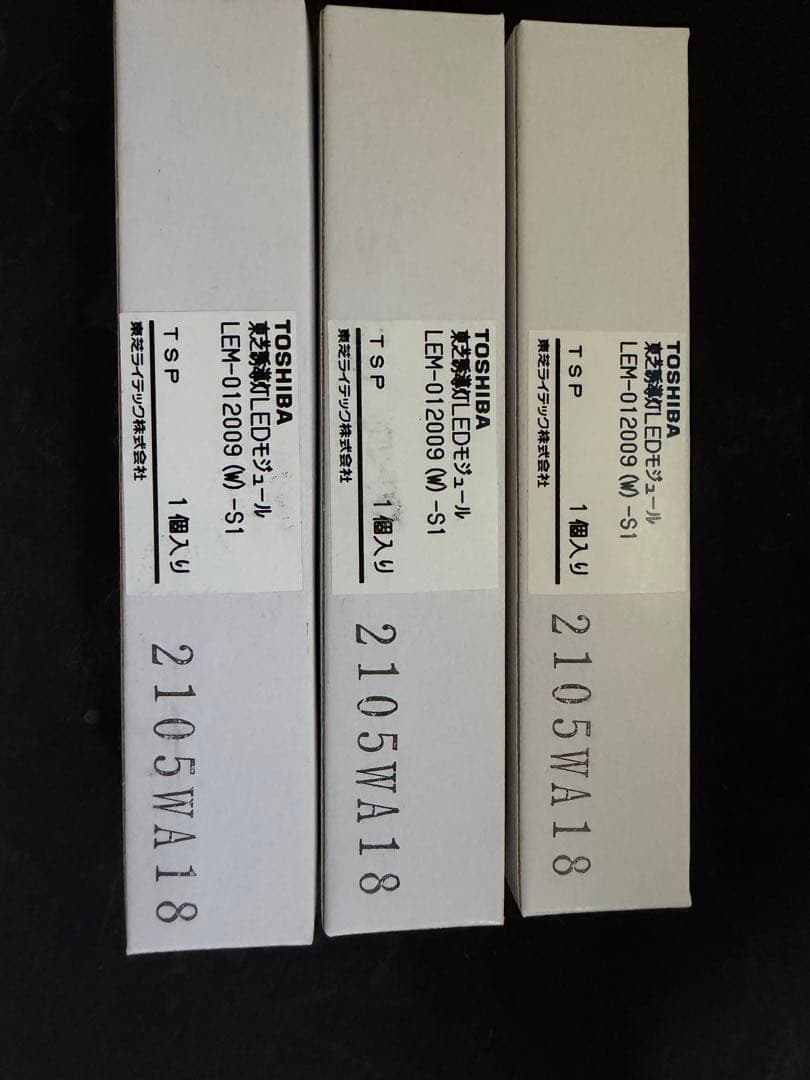 TOSHIBA
東芝誘導灯LEDモジュール
LEM-012009(W)-S1
TSP 1個入り
東芝ライテック株式会社
2105WA18
TOSHIBA
東芝誘導灯LEDモジュール
LEM-012009(W)-S1
TSP 1個入り
東芝ライテック株式会社
2105WA18
TOSHIBA
東芝誘導灯LEDモジュール
LEM-012009(W)-S1
TSP 1個入り
東芝ライテック株式会社
2105WA18